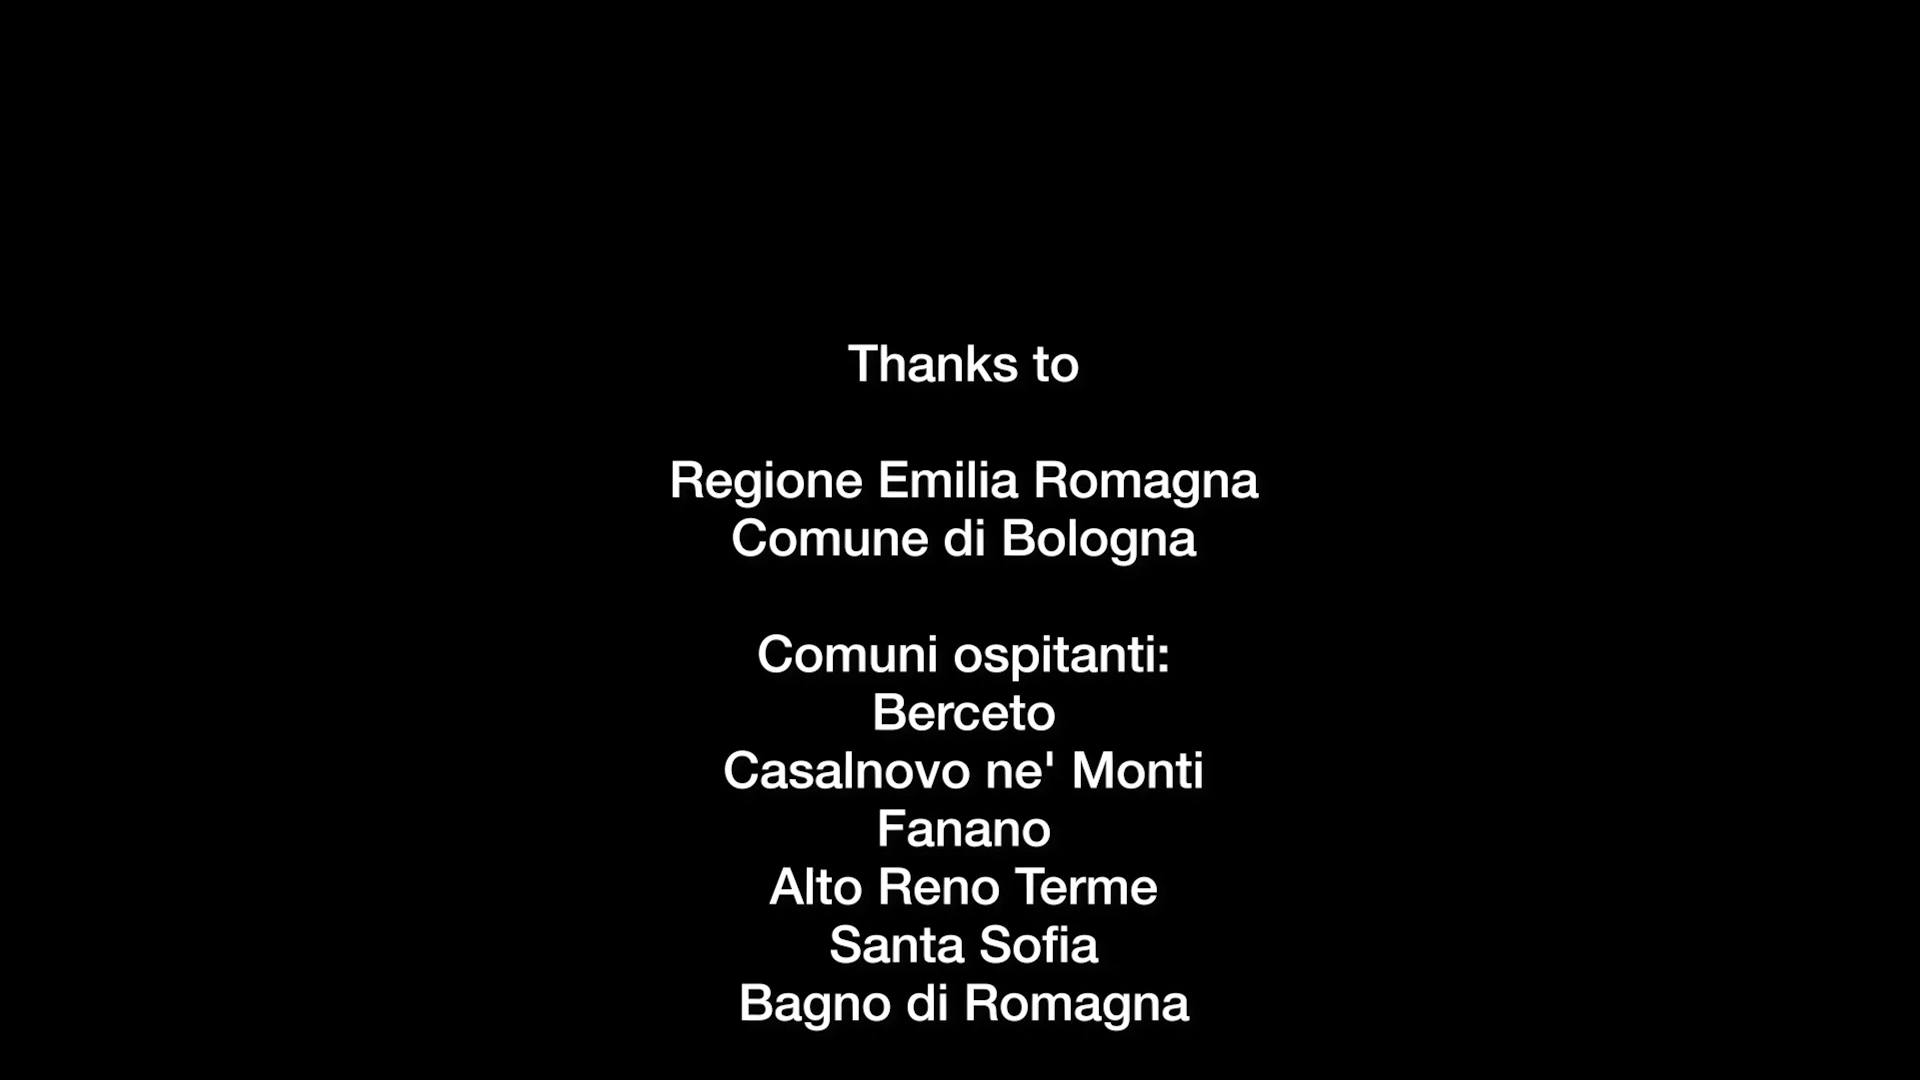 Thanks to
Regione Emilia Romagna
Comune di Bologna
Comuni ospitanti:
Berceto
Casalnovo ne' Monti
Fanano
Alto Reno Terme
Santa Sofia
Bagno di Romagna